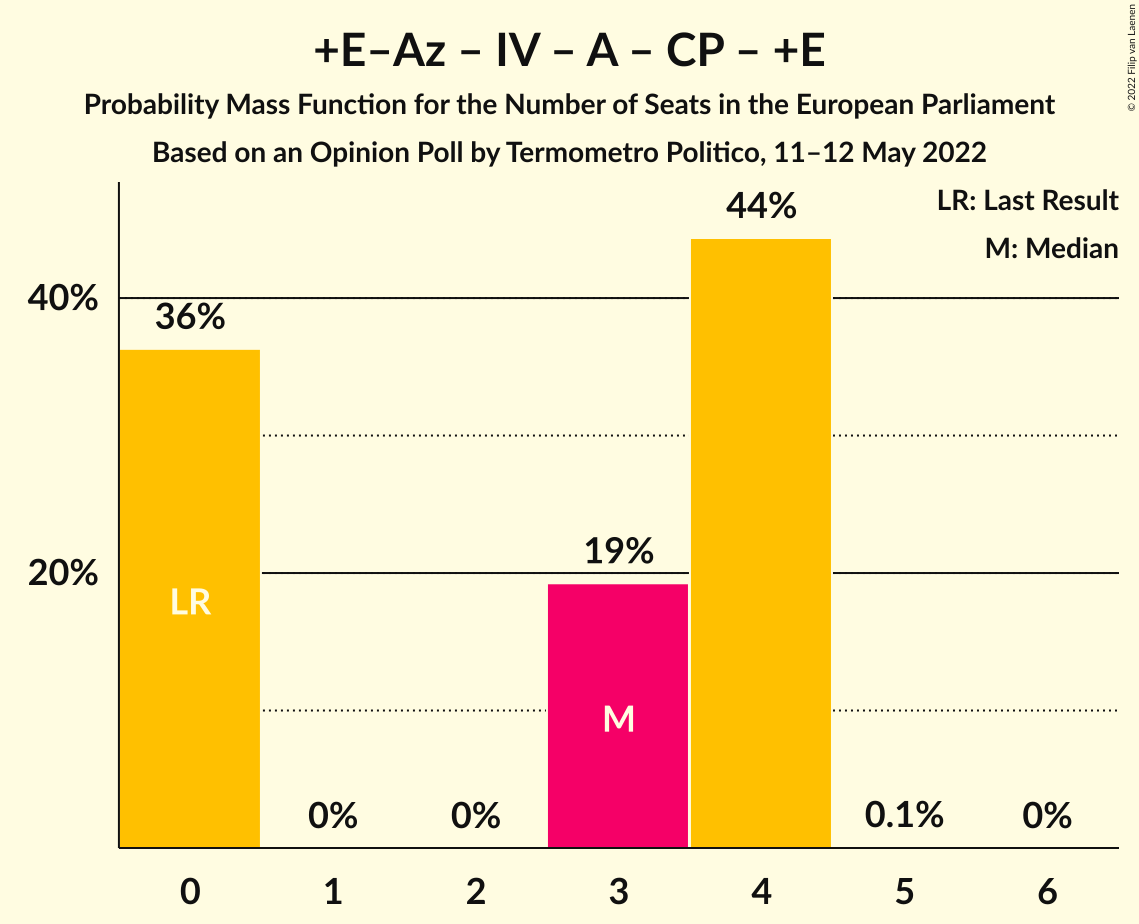 +E–Az – IV – A – CP – +E
Probability Mass Function for the Number of Seats in the European Parliament
Based on an Opinion Poll by Termometro Politico, 11–12 May 2022
© 2022 Filip van Laenen
LR: Last Result
M: Median
44%
40%
36%
20%
19%
LR
M
0%
0%
0.1%
0%
0
1
2
3
4
5
6